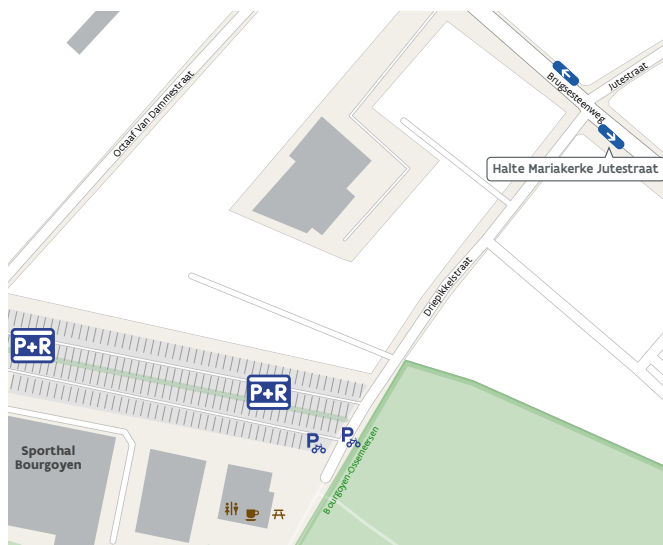 Octaaf Van Dammestraat
Brugsesteenweg
Jutestraat
Halte Mariakerke Jutestraat
Driepikkelstraat
P+R
P+R
P
P
Sporthal
Bourgoyen
Bourgoyen-Ossemeersen